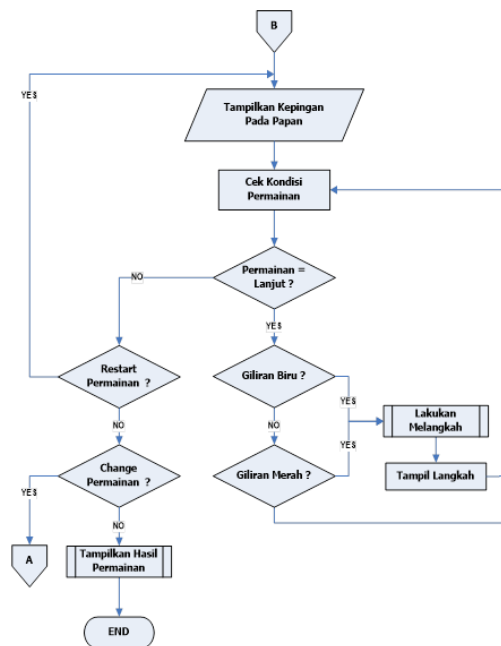 B
YES
Tampilkan Kepingan
Pada Papan
Cek Kondisi
Permainan
Permainan =
Lanjut ?
NO
YES
Restart
Permainan ?
Giliran Biru ?
YES
Lakukan
Melangkah
NO
NO
YES
Change
Permainan ?
Giliran Merah ?
Tampil Langkah
YES
NO
A
Tampilkan Hasil
Permainan
END